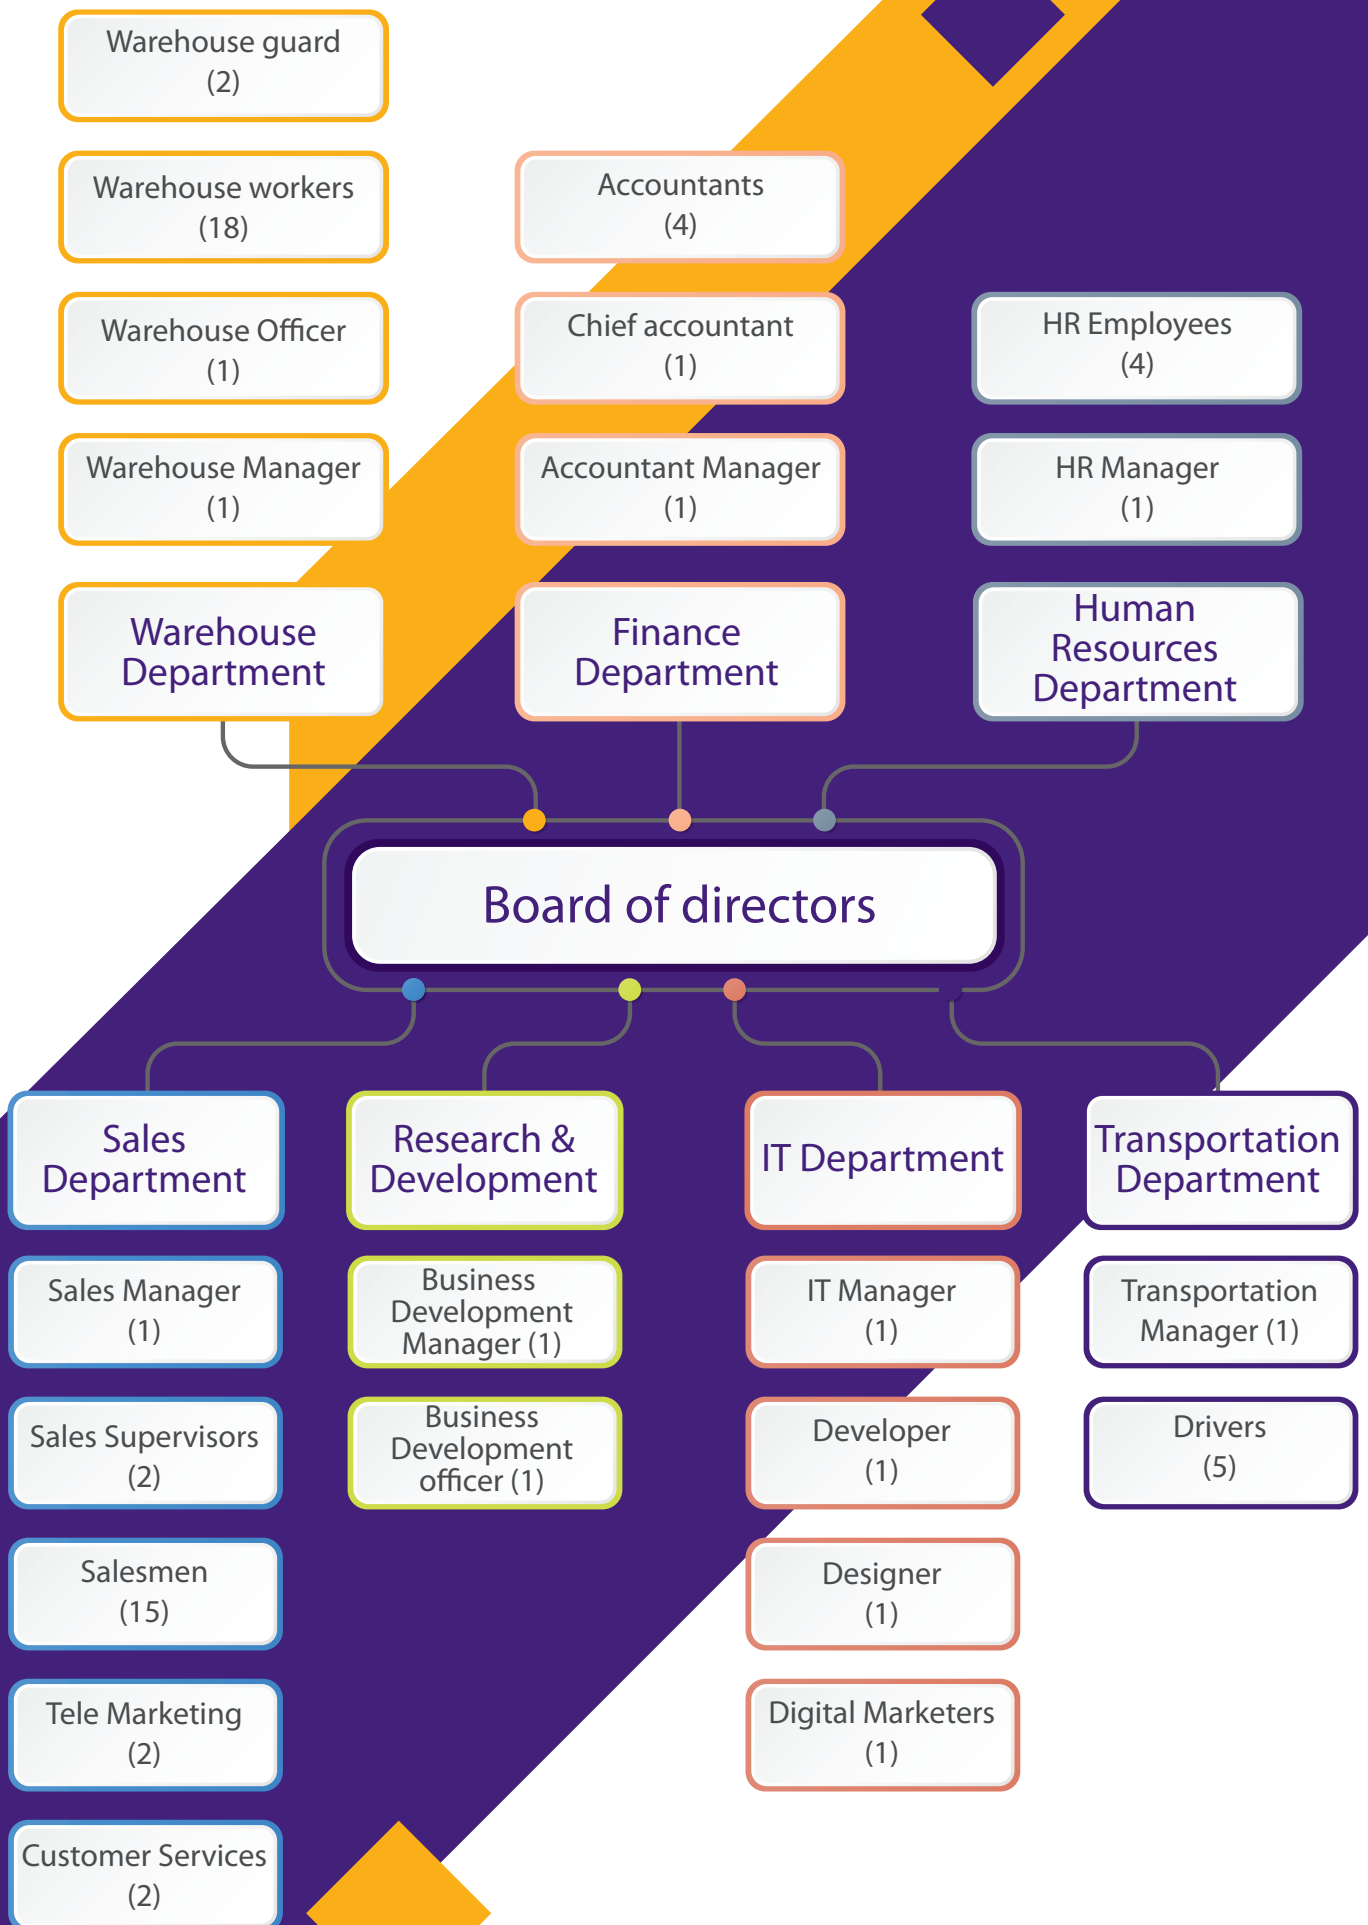 Warehouse guard
(2)
Warehouse workers
(18)
Warehouse Officer
(1)
Warehouse Manager
(1)
Warehouse
Department
Accountants
(4)
Chief accountant
(1)
Accountant Manager
(1)
Finance
Department
HR Employees
(4)
HR Manager
(1)
Human
Resources
Department
Board of directors
Sales
Department
Sales Manager
(1)
Sales Supervisors
(2)
Salesmen
(15)
Tele Marketing
(2)
Customer Services
(2)
Research &
Development
Business
Development
Manager (1)
Business
Development
officer (1)
IT Department
IT Manager
(1)
Developer
(1)
Designer
(1)
Digital Marketers
(1)
Transportation
Department
Transportation
Manager (1)
Drivers
(5)